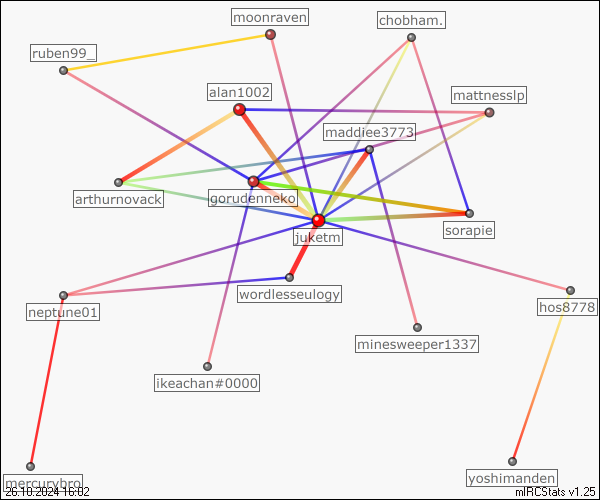 moonraven
chobham.
ruben99_
alan1002
mattnesslp
maddiee3773
arthurnovack
gorudenneko
sorapie
juketm
wordlesseulogy
neptune01
hos8778
minesweeper1337
ikeachan#0000
mercurybro
yoshimanden
26.10.2024 16:02
mIRCStats v1.25